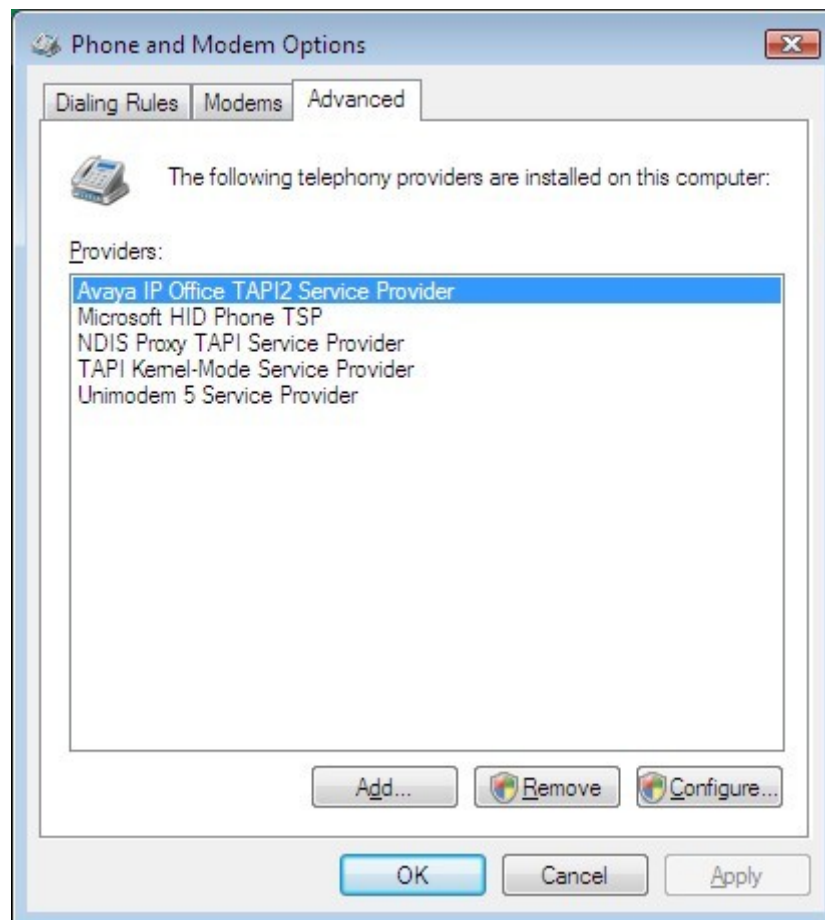 Phone and Modem Options
Dialing Rules Modems Advanced
The following telephony providers are installed on this computer:
Providers:
Avaya IP Office TAPI2 Service Provider
Microsoft HID Phone TSP
NDIS Proxy TAPI Service Provider
TAPI Kernel-Mode Service Provider
Unimodem 5 Service Provider
Add... Remove Configure...
OK Cancel Apply